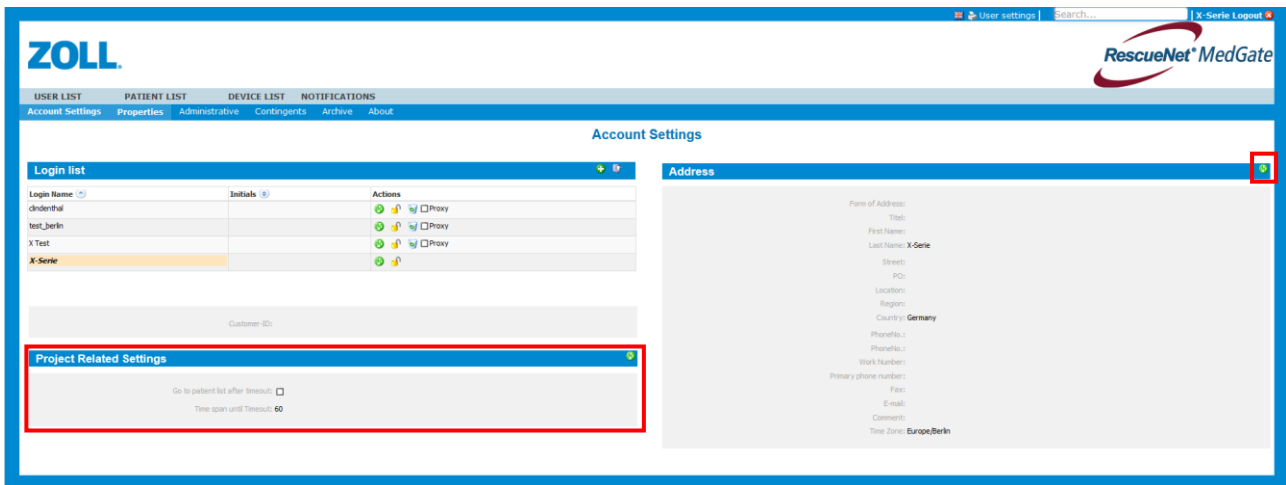 User settings | Search... | X-Serie Logout
ZOLL.
RescueNet® MedGate
USER LIST PATIENT LIST DEVICE LIST NOTIFICATIONS
Account Settings Properties Administrative Contingents Archive About
Account Settings
Login list
Login Name Initials Actions
clindenthal Proxy
test_berlin Proxy
X Test Proxy
X-Serie
Customer-ID:
Project Related Settings
Go to patient list after timeout:
Time span until Timeout: 60
Address
Form of Address:
Titel:
First Name:
Last Name: X-Serie
Street:
PO:
Location:
Region:
Country: Germany
PhoneNo.:
PhoneNo.:
Work Number:
Primary phone number:
Fax:
E-mail:
Comment:
Time Zone: Europe/Berlin